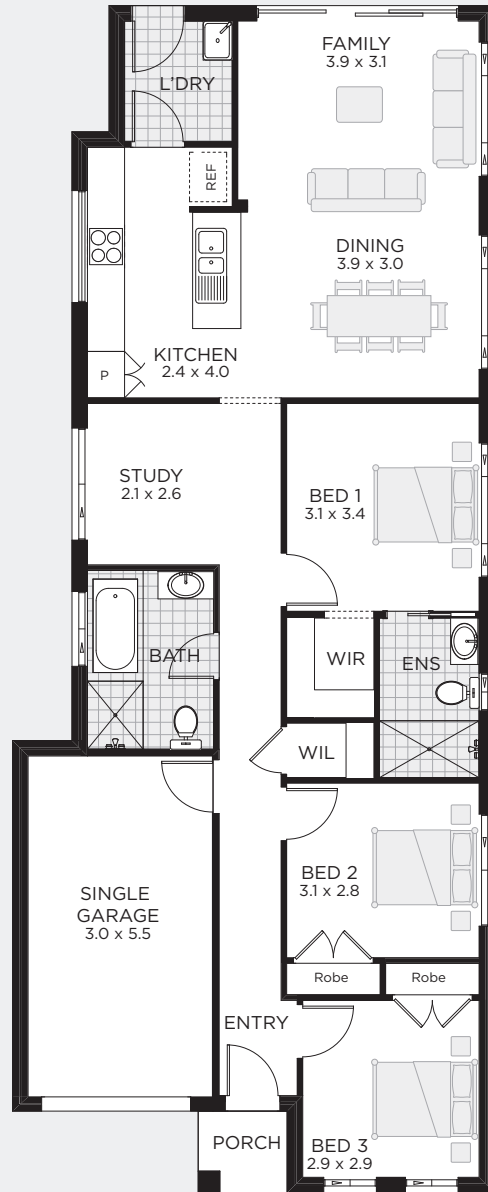 FAMILY
3.9 x 3.1
L'DRY
REF
DINING
3.9 x 3.0
KITCHEN
2.4 x 4.0
P
STUDY
2.1 x 2.6
BED 1
3.1 x 3.4
BATH
WIR
ENS
WIL
BED 2
3.1 x 2.8
SINGLE
GARAGE
3.0 x 5.5
Robe
Robe
ENTRY
PORCH
BED 3
2.9 x 2.9